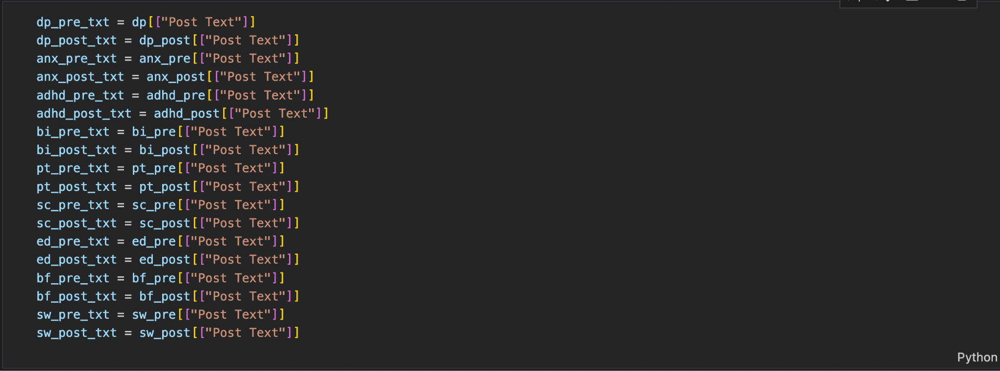 dp_pre_txt = dp[["Post Text"]]
dp_post_txt = dp_post[["Post Text"]]
anx_pre_txt = anx_pre[["Post Text"]]
anx_post_txt = anx_post[["Post Text"]]
adhd_pre_txt = adhd_pre[["Post Text"]]
adhd_post_txt = adhd_post[["Post Text"]]
bi_pre_txt = bi_pre[["Post Text"]]
bi_post_txt = bi_post[["Post Text"]]
pt_pre_txt = pt_pre[["Post Text"]]
pt_post_txt = pt_post[["Post Text"]]
sc_pre_txt = sc_pre[["Post Text"]]
sc_post_txt = sc_post[["Post Text"]]
ed_pre_txt = ed_pre[["Post Text"]]
ed_post_txt = ed_post[["Post Text"]]
bf_pre_txt = bf_pre[["Post Text"]]
bf_post_txt = bf_post[["Post Text"]]
sw_pre_txt = sw_pre[["Post Text"]]
sw_post_txt = sw_post[["Post Text"]]
Python